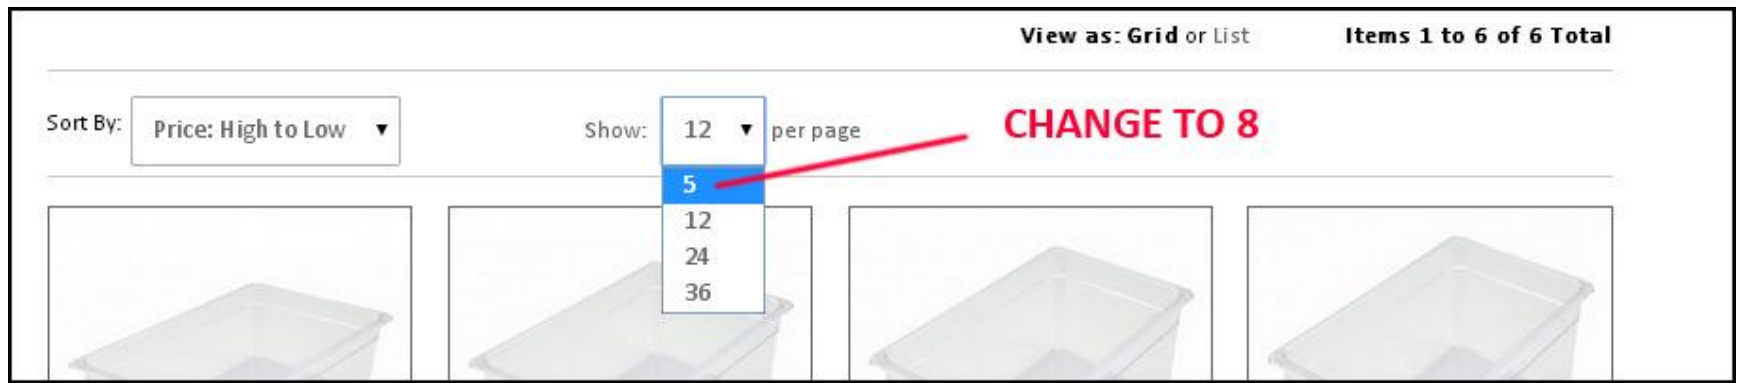 View as: Grid or List Items 1 to 6 of 6 Total
Sort By: Price: High to Low ▼ Show: 12 ▼ per page CHANGE TO 8
5
12
24
36